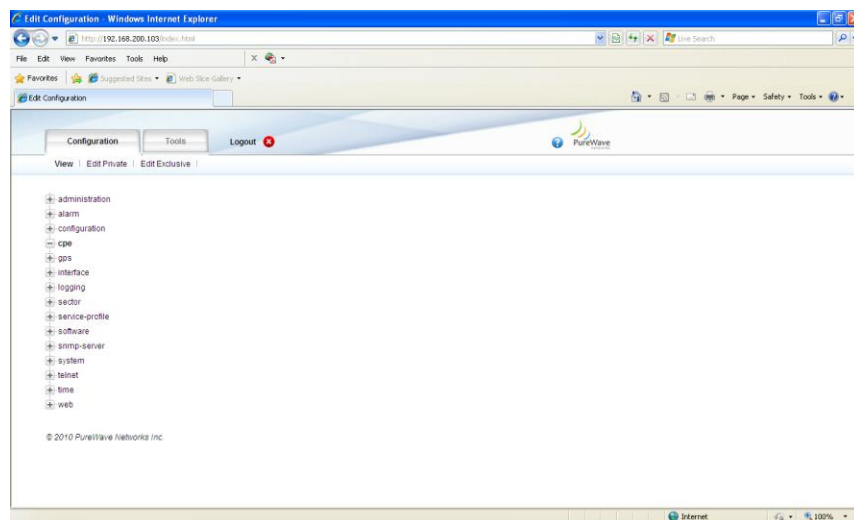 Edit Configuration - Windows Internet Explorer
http://192.168.200.103/index.html
Live Search
File Edit View Favorites Tools Help
Favorites Suggested Sites Web Slice Gallery
Edit Configuration
Page Safety Tools
Configuration Tools Logout
PureWave
NETWORKS
View | Edit Private | Edit Exclusive |
administration
alarm
configuration
cpe
gps
interface
logging
sector
service-profile
software
snmp-server
system
telnet
time
web
© 2010 PureWave Networks Inc.
Internet 100%